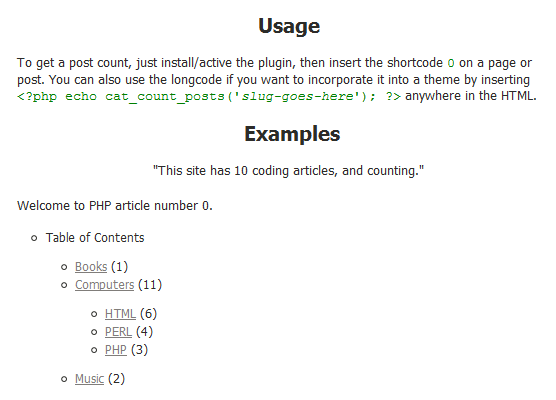 Usage
To get a post count, just install/active the plugin, then insert the shortcode 0 on a page or
post. You can also use the longcode if you want to incorporate it into a theme by inserting
<?php echo cat_count_posts('slug-goes-here'); ?> anywhere in the HTML.
Examples
"This site has 10 coding articles, and counting."
Welcome to PHP article number 0.
Table of Contents
Books (1)
Computers (11)
HTML (6)
PERL (4)
PHP (3)
Music (2)